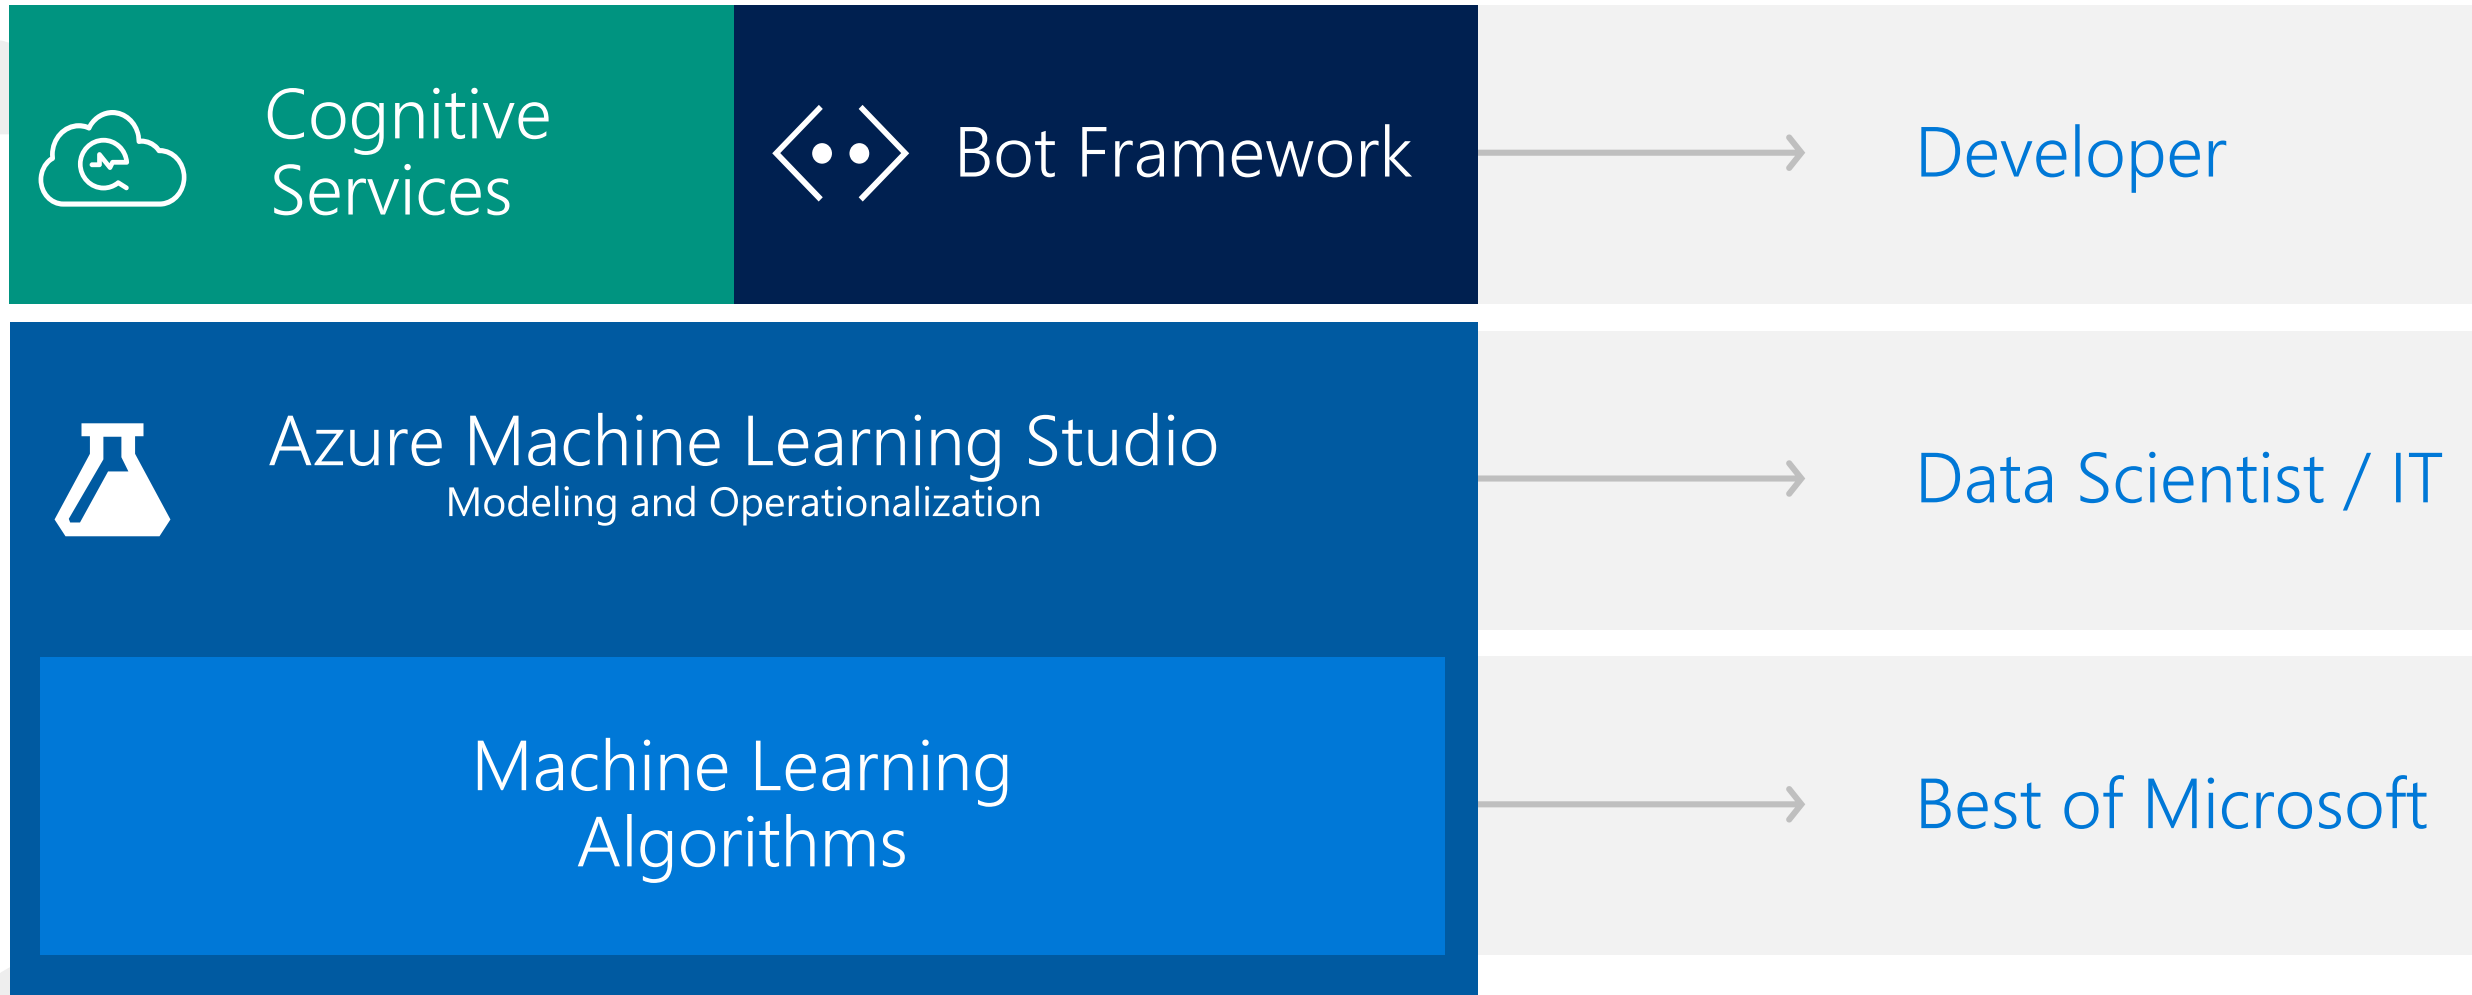 Cognitive
Services
Bot Framework
Developer
Azure Machine Learning Studio
Modeling and Operationalization
Data Scientist / IT
Machine Learning
Algorithms
Best of Microsoft